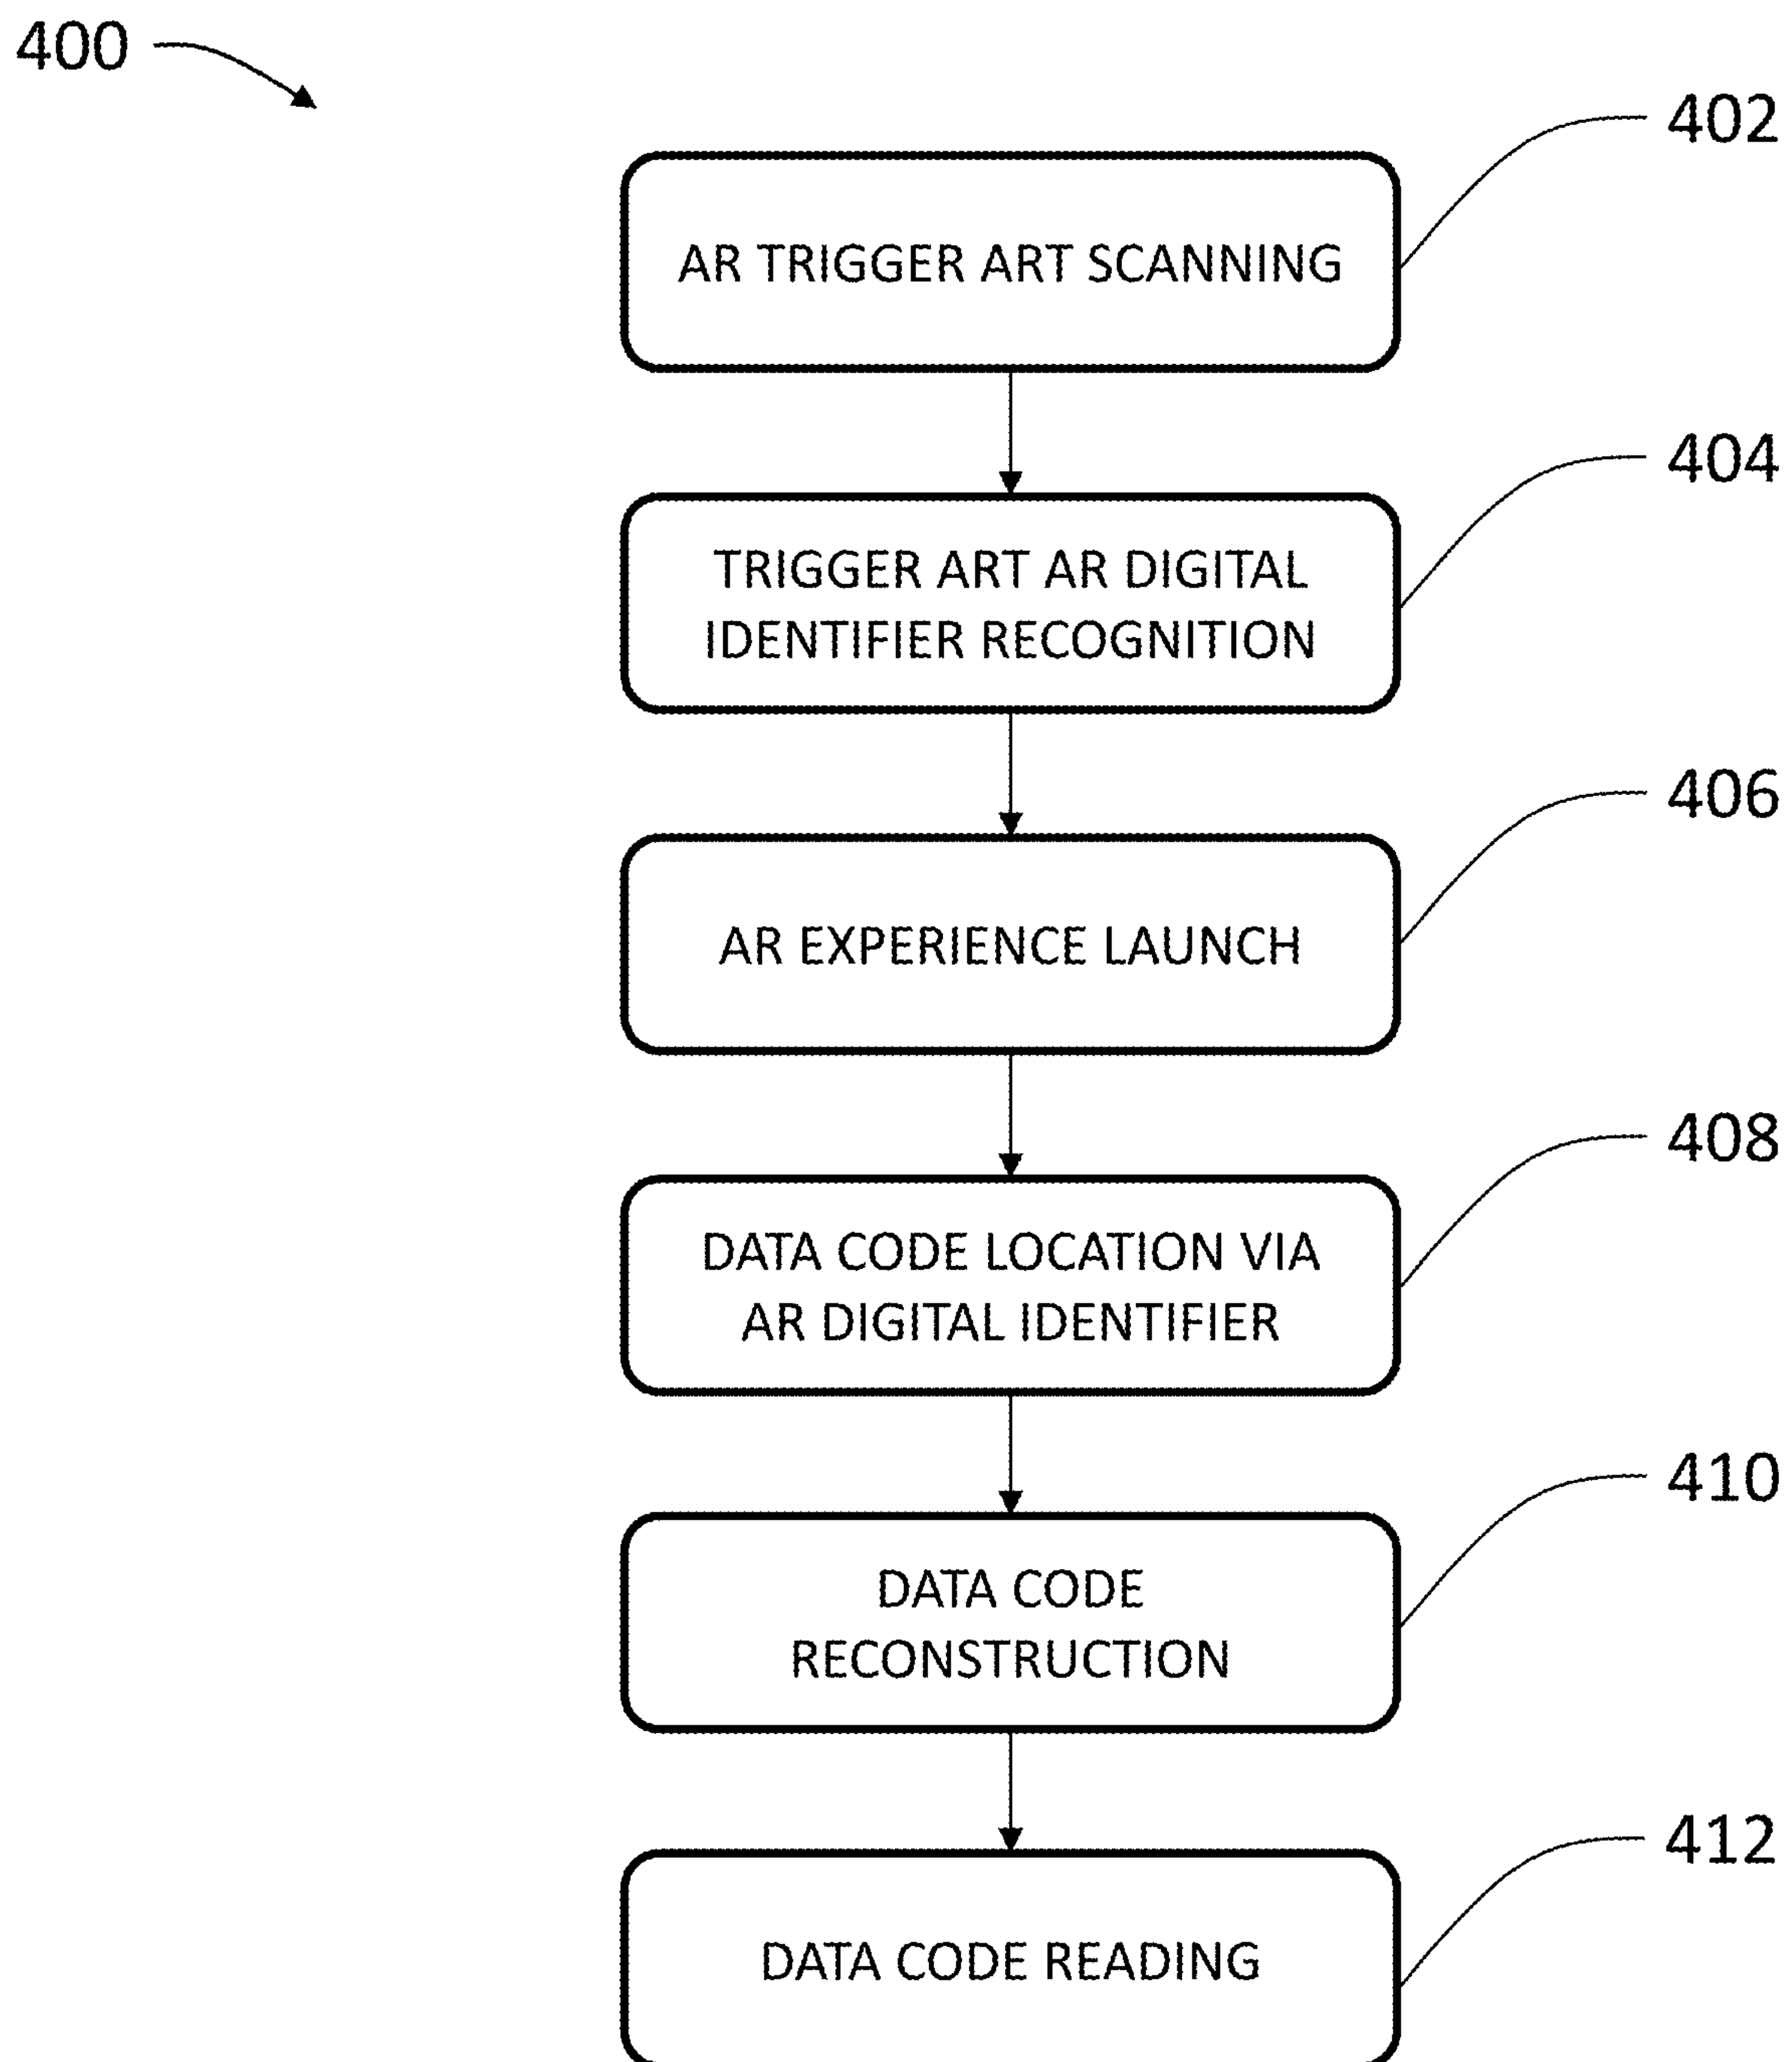 400
402
AR TRIGGER ART SCANNING
404
TRIGGER ART AR DIGITAL
IDENTIFIER RECOGNITION
406
AR EXPERIENCE LAUNCH
408
DATA CODE LOCATION VIA
AR DIGITAL IDENTIFIER
410
DATA CODE
RECONSTRUCTION
412
DATA CODE READING